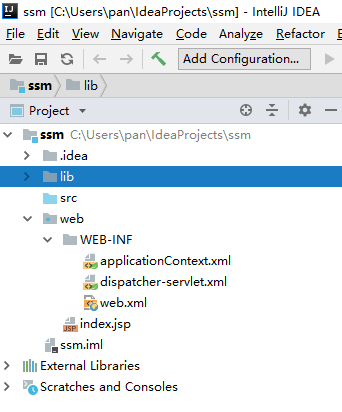 ssm [C:\Users\pan\IdeaProjects\ssm] - IntelliJ IDEA
File Edit View Navigate Code Analyze Refactor
Add Configuration...
ssm lib
Project
ssm C:\Users\pan\IdeaProjects\ssm
.idea
lib
src
web
WEB-INF
applicationContext.xml
dispatcher-servlet.xml
web.xml
index.jsp
ssm.iml
External Libraries
Scratches and Consoles